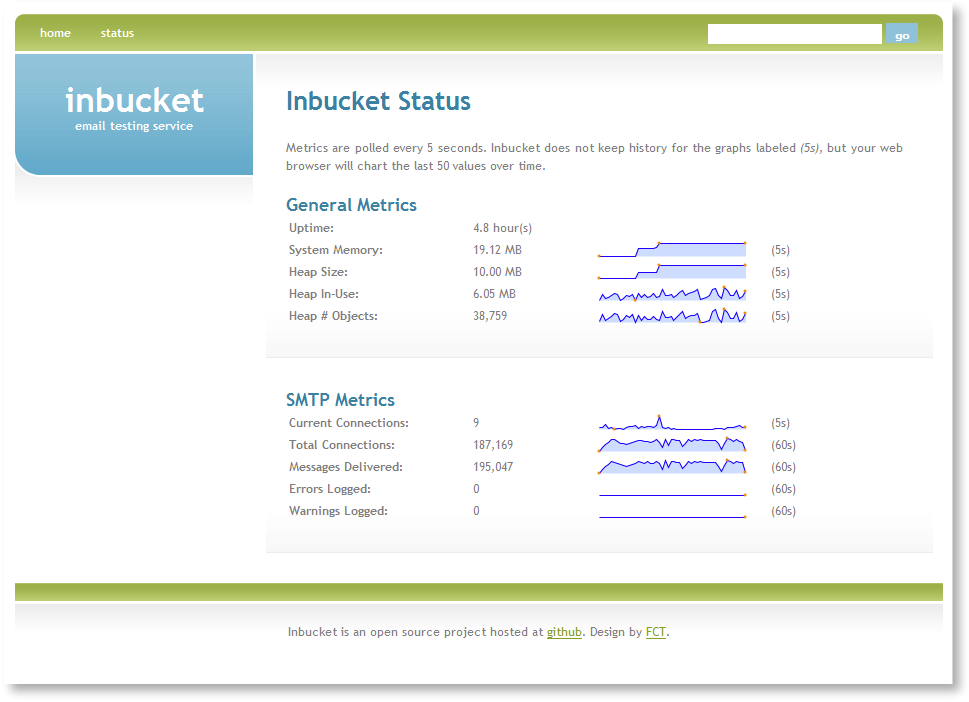 home status go
inbucket
email testing service
Inbucket Status
Metrics are polled every 5 seconds. Inbucket does not keep history for the graphs labeled (5s), but your web
browser will chart the last 50 values over time.
General Metrics
Uptime: 4.8 hour(s)
System Memory: 19.12 MB (5s)
Heap Size: 10.00 MB (5s)
Heap In-Use: 6.05 MB (5s)
Heap # Objects: 38,759 (5s)
SMTP Metrics
Current Connections: 9 (5s)
Total Connections: 187,169 (60s)
Messages Delivered: 195,047 (60s)
Errors Logged: 0 (60s)
Warnings Logged: 0 (60s)
Inbucket is an open source project hosted at github. Design by FCT.